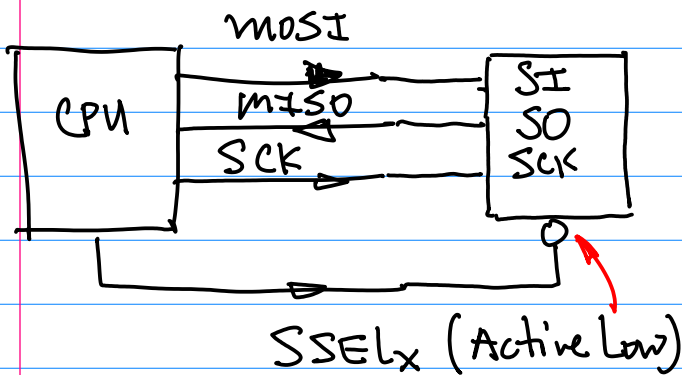 MOSI
CPU
SI
MISO
SO
SCK
SCK
SSELx (Active Low)